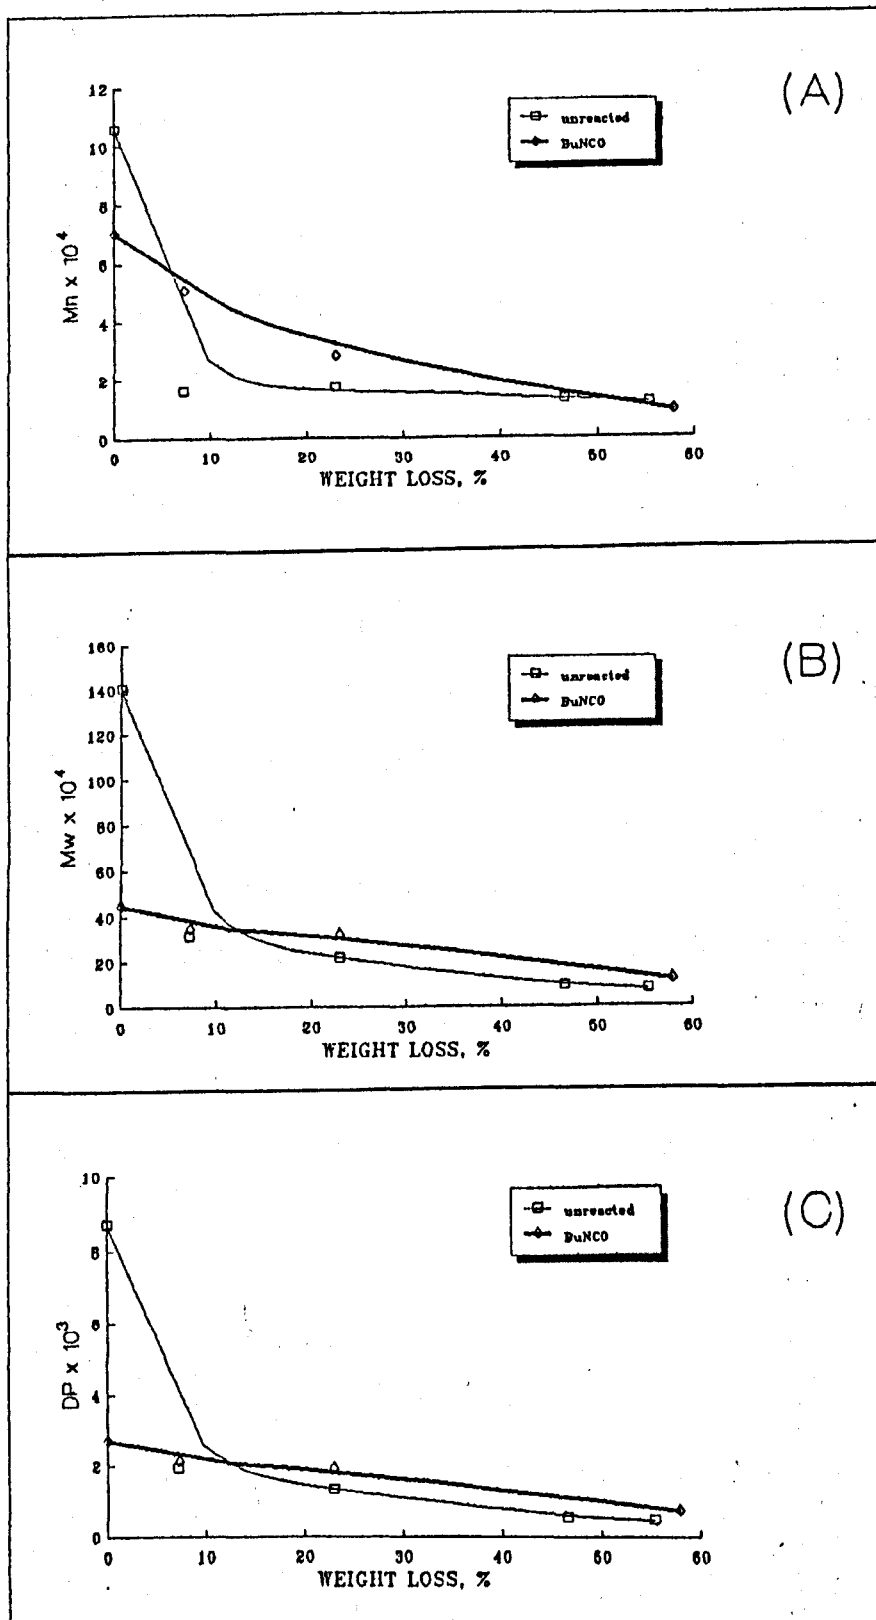 (A)
12
10
8
6
4
2
0
Mn x 10^4
unreacted
BuNCO
0 10 20 30 40 50 60
WEIGHT LOSS, %
(B)
160
140
120
100
80
60
40
20
0
Mw x 10^4
unreacted
BuNCO
0 10 20 30 40 50 60
WEIGHT LOSS, %
(C)
10
8
6
4
2
0
DP x 10^3
unreacted
BuNCO
0 10 20 30 40 50 60
WEIGHT LOSS, %